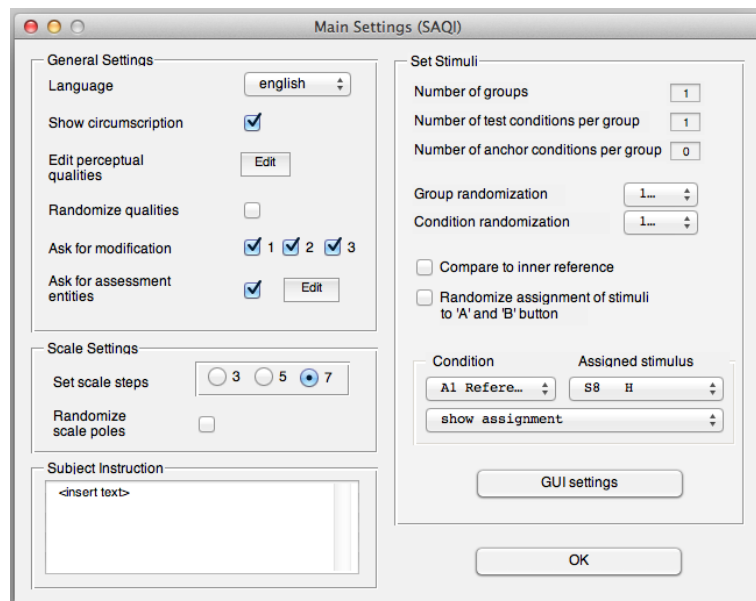 Main Settings (SAQI)
General Settings
Language
english
Show circumscription
Edit perceptual
qualities
Edit
Randomize qualities
Ask for modification
1 2 3
Ask for assessment
entities
Edit
Scale Settings
Set scale steps
3 5 7
Randomize
scale poles
Subject Instruction
<insert text>
Set Stimuli
Number of groups
1
Number of test conditions per group
1
Number of anchor conditions per group
0
Group randomization
1...
Condition randomization
1...
Compare to inner reference
Randomize assignment of stimuli
to 'A' and 'B' button
Condition
Assigned stimulus
A1 Refere...
S8 H
show assignment
GUI settings
OK